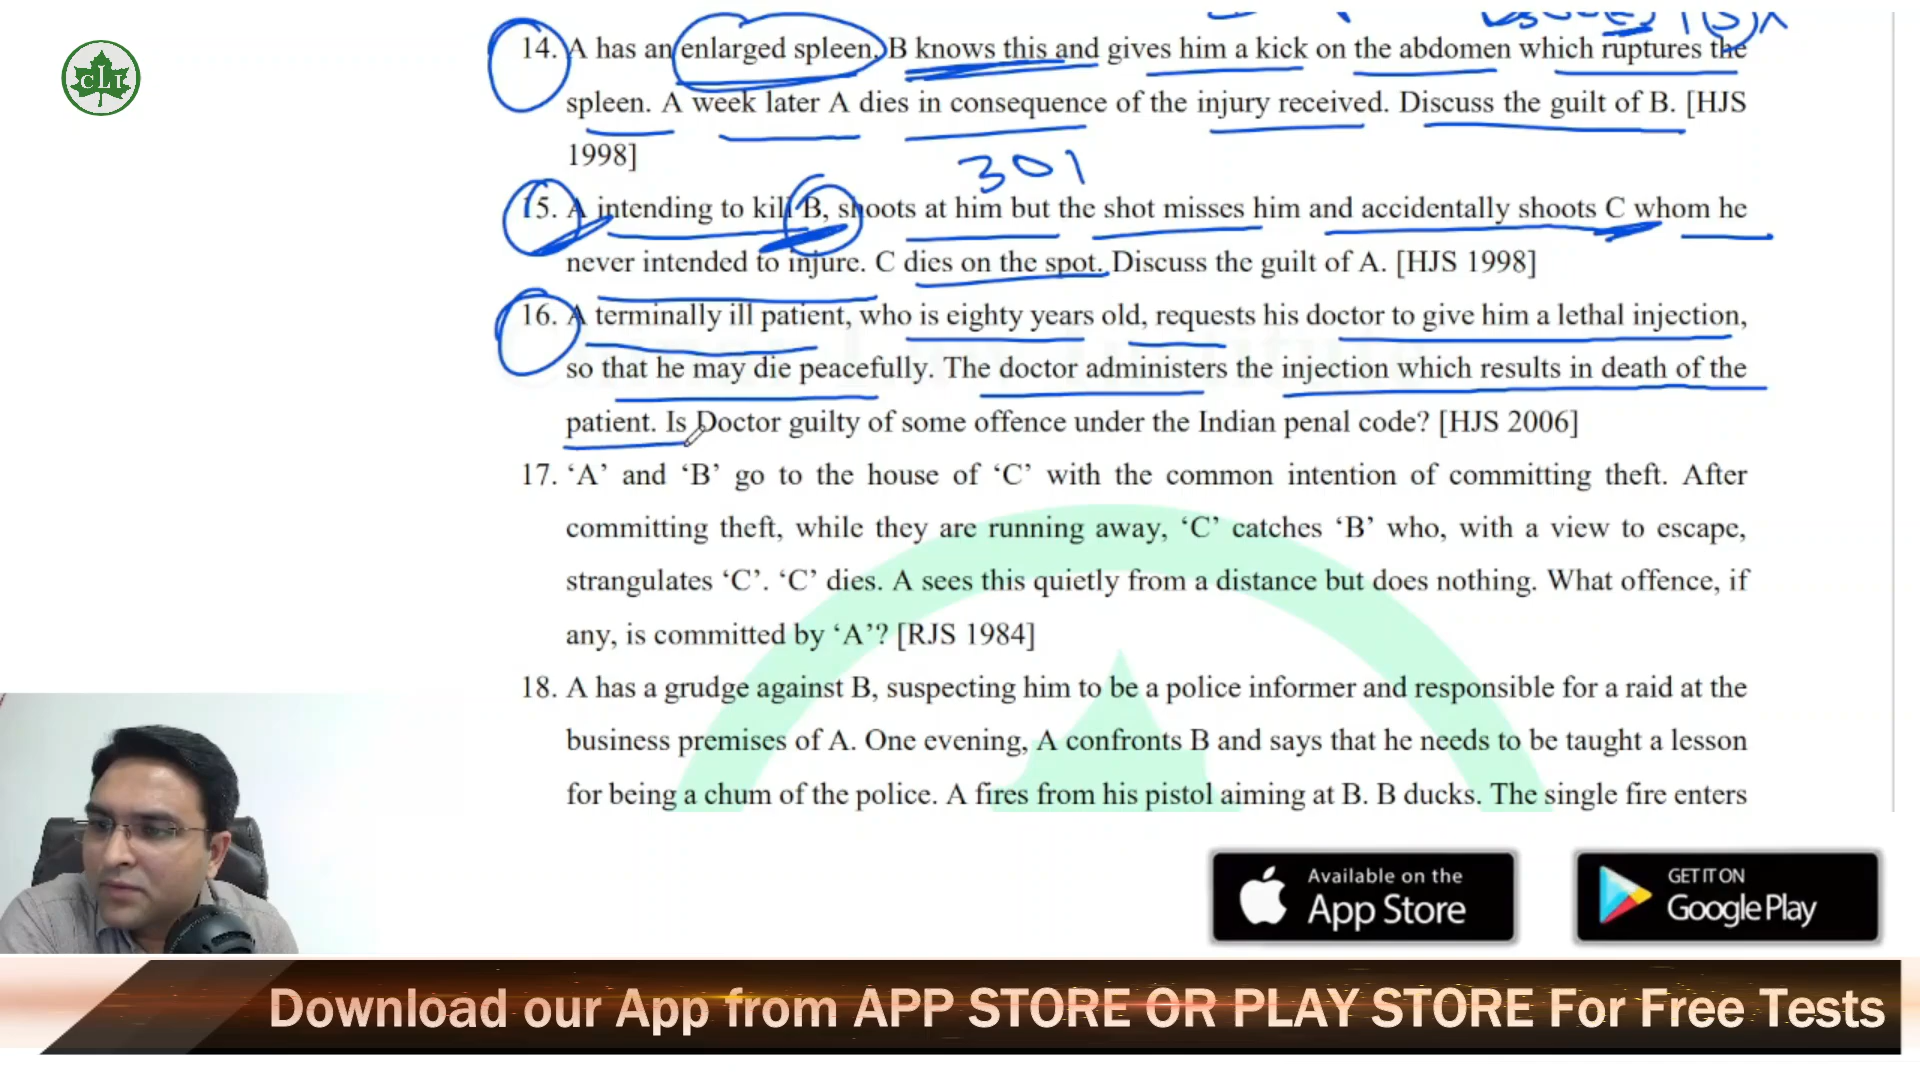 CLI
14. A has an enlarged spleen. B knows this and gives him a kick on the abdomen which ruptures the
spleen. A week later A dies in consequence of the injury received. Discuss the guilt of B. [HJS
1998]
301
15. A intending to kill B, shoots at him but the shot misses him and accidentally shoots C whom he
never intended to injure. C dies on the spot. Discuss the guilt of A. [HJS 1998]
16. A terminally ill patient, who is eighty years old, requests his doctor to give him a lethal injection,
so that he may die peacefully. The doctor administers the injection which results in death of the
patient. Is Doctor guilty of some offence under the Indian penal code? [HJS 2006]
17. ‘A’ and ‘B’ go to the house of ‘C’ with the common intention of committing theft. After
committing theft, while they are running away, ‘C’ catches ‘B’ who, with a view to escape,
strangulates ‘C’. ‘C’ dies. A sees this quietly from a distance but does nothing. What offence, if
any, is committed by ‘A’? [RJS 1984]
18. A has a grudge against B, suspecting him to be a police informer and responsible for a raid at the
business premises of A. One evening, A confronts B and says that he needs to be taught a lesson
for being a chum of the police. A fires from his pistol aiming at B. B ducks. The single fire enters
Available on the
App Store
GET IT ON
Google Play
Download our App from APP STORE OR PLAY STORE For Free Tests